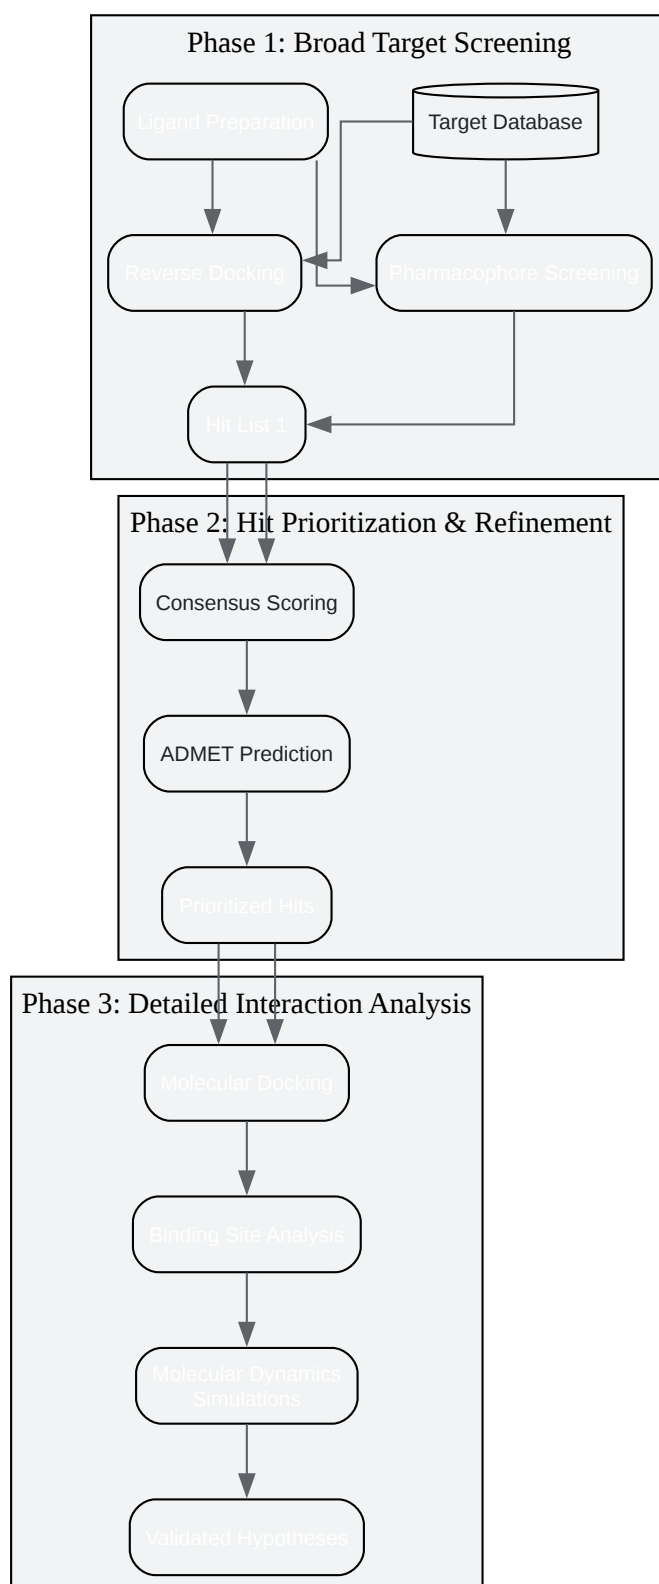 Phase 1: Broad Target Screening
Ligand Preparation
Target Database
Reverse Docking
Pharmacophore Screening
Hit List 1
Phase 2: Hit Prioritization & Refinement
Consensus Scoring
ADMET Prediction
Prioritized Hits
Phase 3: Detailed Interaction Analysis
Molecular Docking
Binding Site Analysis
Molecular Dynamics
Simulations
Validated Hypotheses